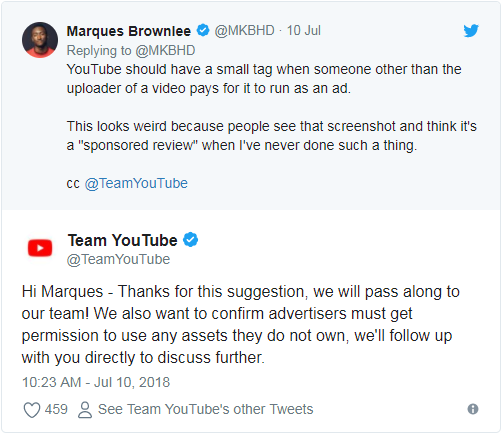 Marques Brownlee @MKBHD · 10 Jul
Replying to @MKBHD
YouTube should have a small tag when someone other than the
uploader of a video pays for it to run as an ad.
This looks weird because people see that screenshot and think it's
a "sponsored review" when I've never done such a thing.
cc @TeamYouTube
Team YouTube
@TeamYouTube
Hi Marques - Thanks for this suggestion, we will pass along to
our team! We also want to confirm advertisers must get
permission to use any assets they do not own, we'll follow up
with you directly to discuss further.
10:23 AM - Jul 10, 2018
459 See Team YouTube's other Tweets